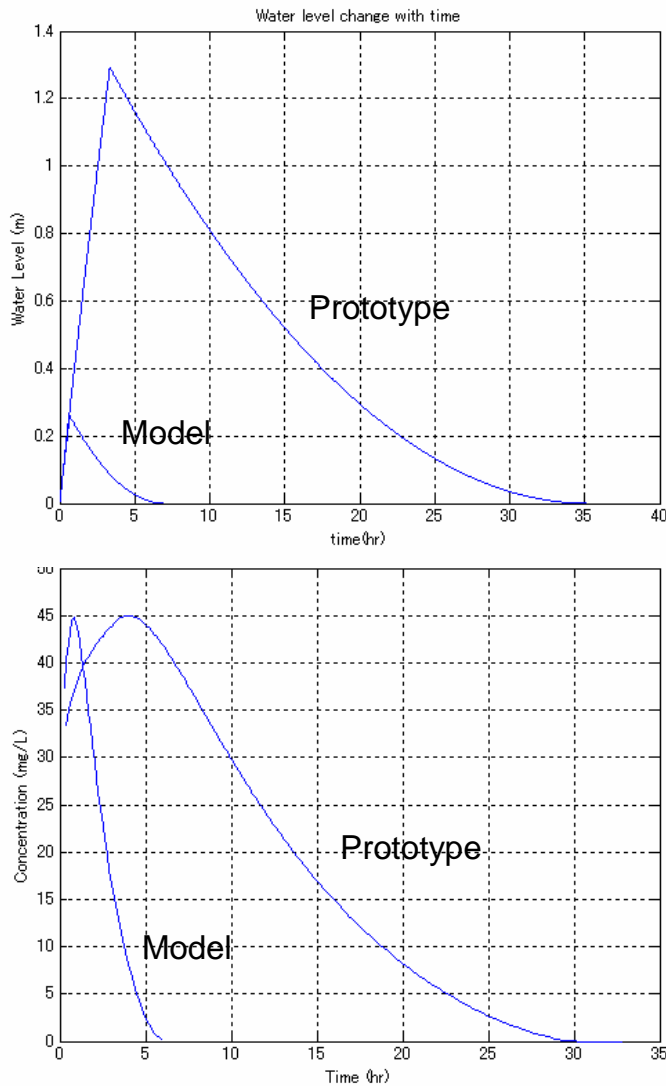 Water level change with time
1.4
1.2
1
0.8
0.6
0.4
0.2
0
Water Level (m)
Prototype
Model
0 5 10 15 20 25 30 35 40
time(hr)
45
40
35
30
25
20
15
10
5
0
Concentration (mg/L)
Prototype
Model
0 5 10 15 20 25 30 35
Time (hr)